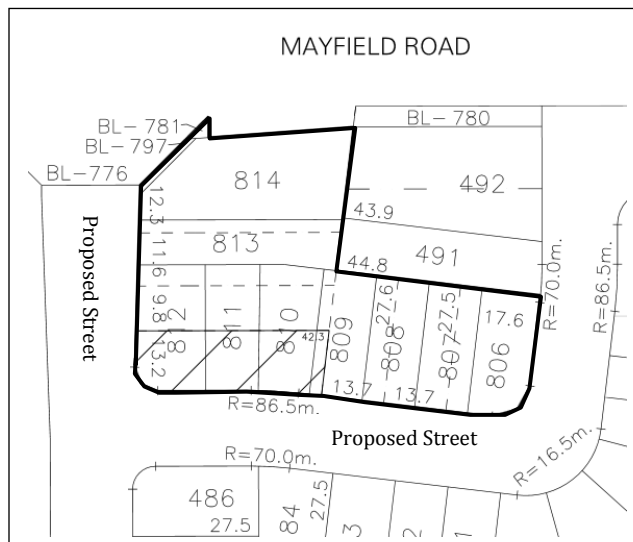 MAYFIELD ROAD
BL-781
BL-797
BL-776
BL-780
814
492
12.3
43.9
Proposed Street
813
11.6
491
44.8
R=70.0m.
R=86.5m.
9.8
812
811
810
809
27.6
808
27.5
807
17.6
806
42.3
13.2
13.7
13.7
R=86.5m.
Proposed Street
R=70.0m.
R=16.5m.
486
27.5
84
27.5
3
2
1